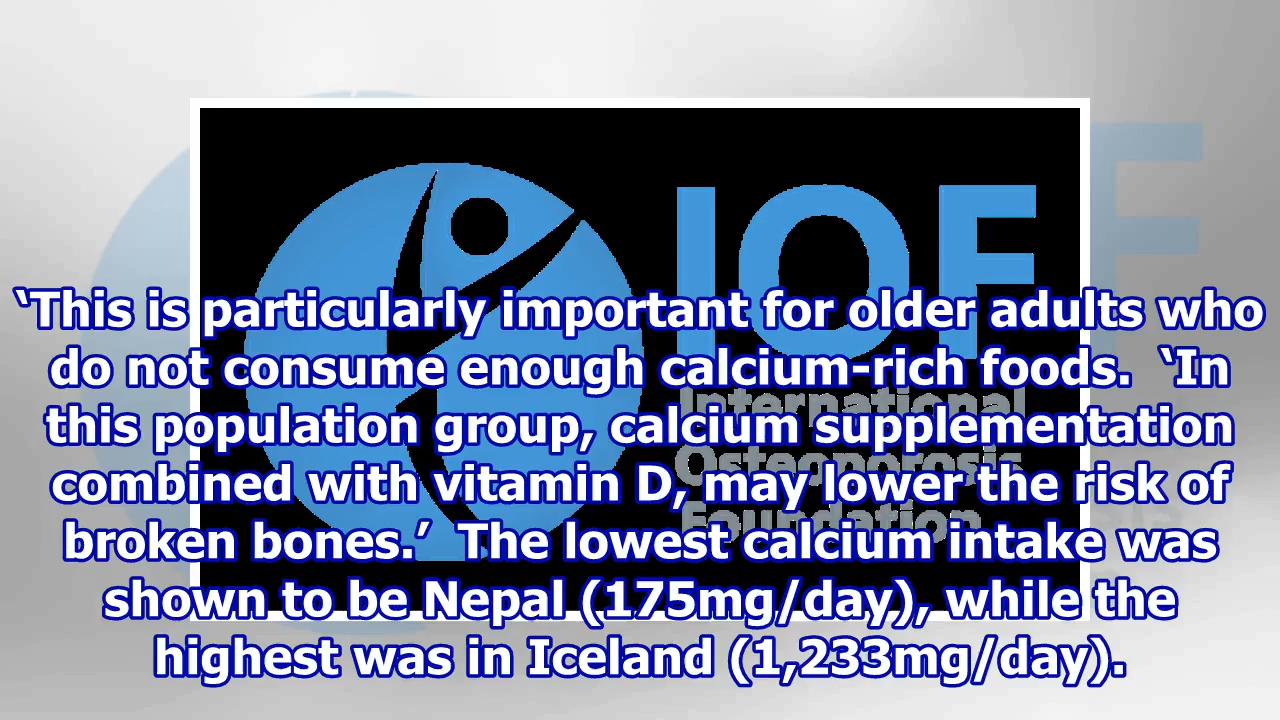 IOF
International
Osteoporosis
Foundation
‘This is particularly important for older adults who
do not consume enough calcium-rich foods.  ‘In
this population group, calcium supplementation
combined with vitamin D, may lower the risk of
broken bones.’  The lowest calcium intake was
shown to be Nepal (175mg/day), while the
highest was in Iceland (1,233mg/day).